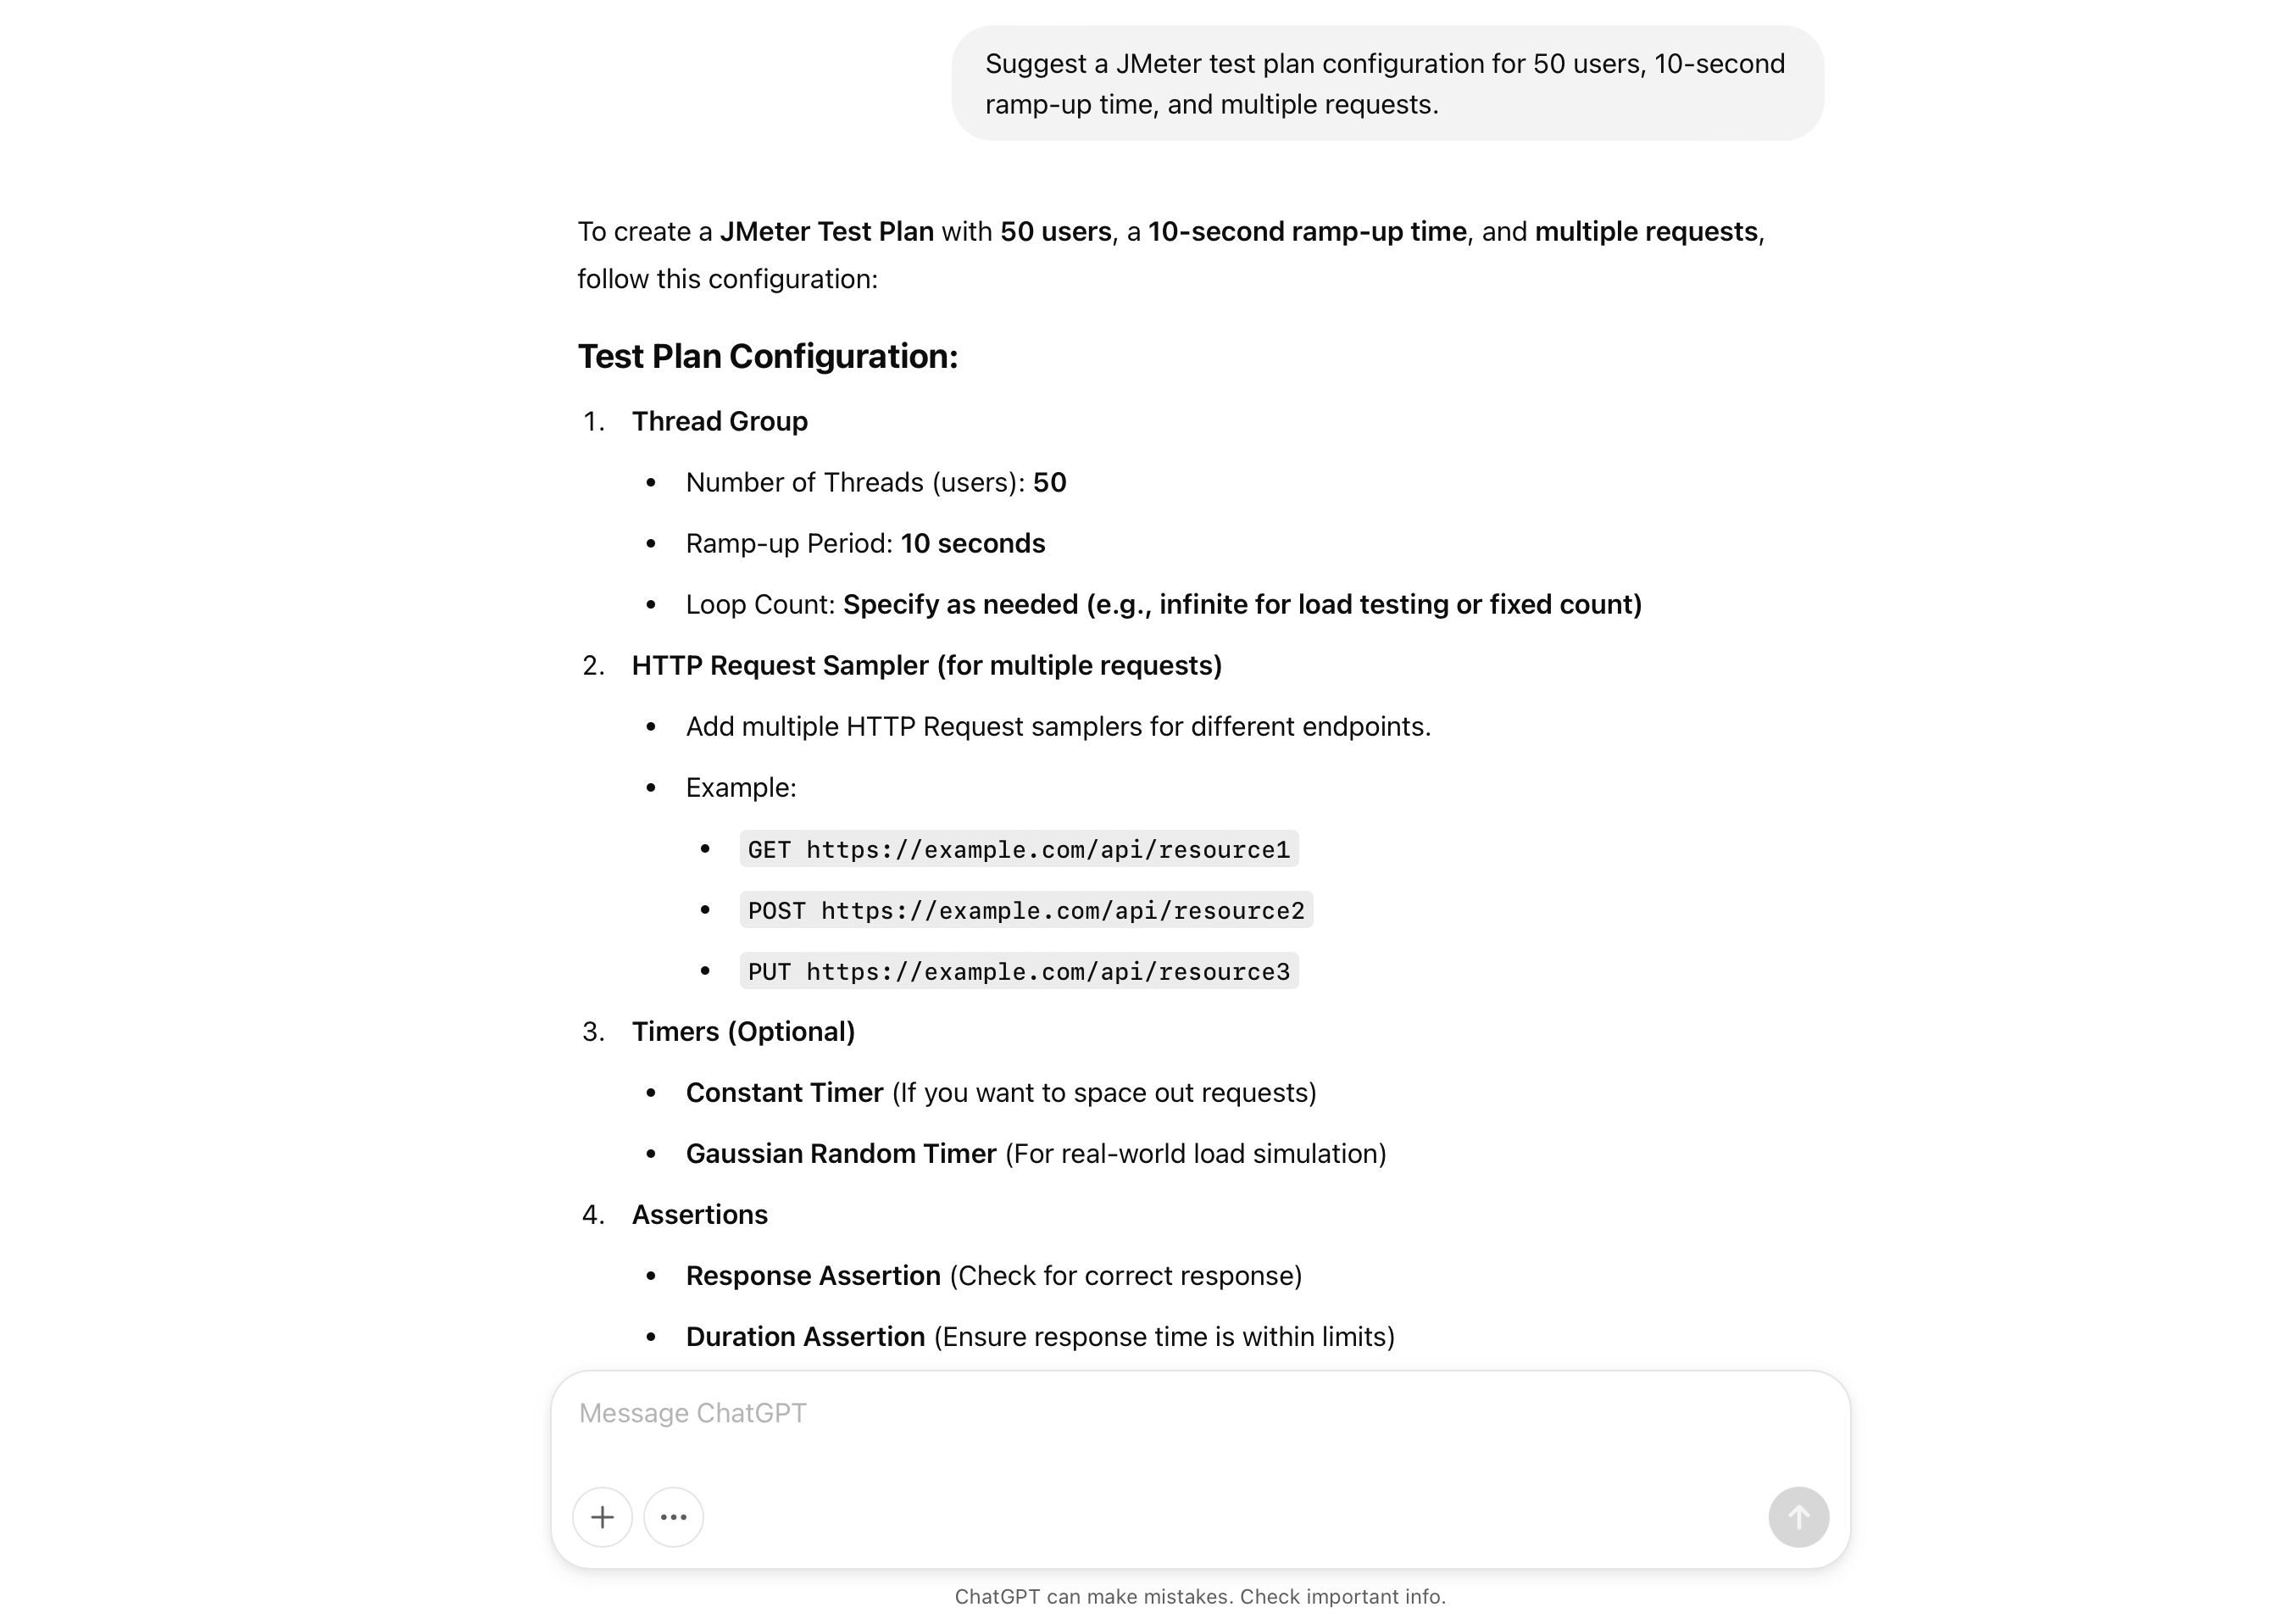 Suggest a JMeter test plan configuration for 50 users, 10-second
ramp-up time, and multiple requests.
To create a JMeter Test Plan with 50 users, a 10-second ramp-up time, and multiple requests,
follow this configuration:
Test Plan Configuration:
1. Thread Group
• Number of Threads (users): 50
• Ramp-up Period: 10 seconds
• Loop Count: Specify as needed (e.g., infinite for load testing or fixed count)
2. HTTP Request Sampler (for multiple requests)
• Add multiple HTTP Request samplers for different endpoints.
• Example:
• GET https://example.com/api/resource1
• POST https://example.com/api/resource2
• PUT https://example.com/api/resource3
3. Timers (Optional)
• Constant Timer (If you want to space out requests)
• Gaussian Random Timer (For real-world load simulation)
4. Assertions
• Response Assertion (Check for correct response)
• Duration Assertion (Ensure response time is within limits)
Message ChatGPT
ChatGPT can make mistakes. Check important info.